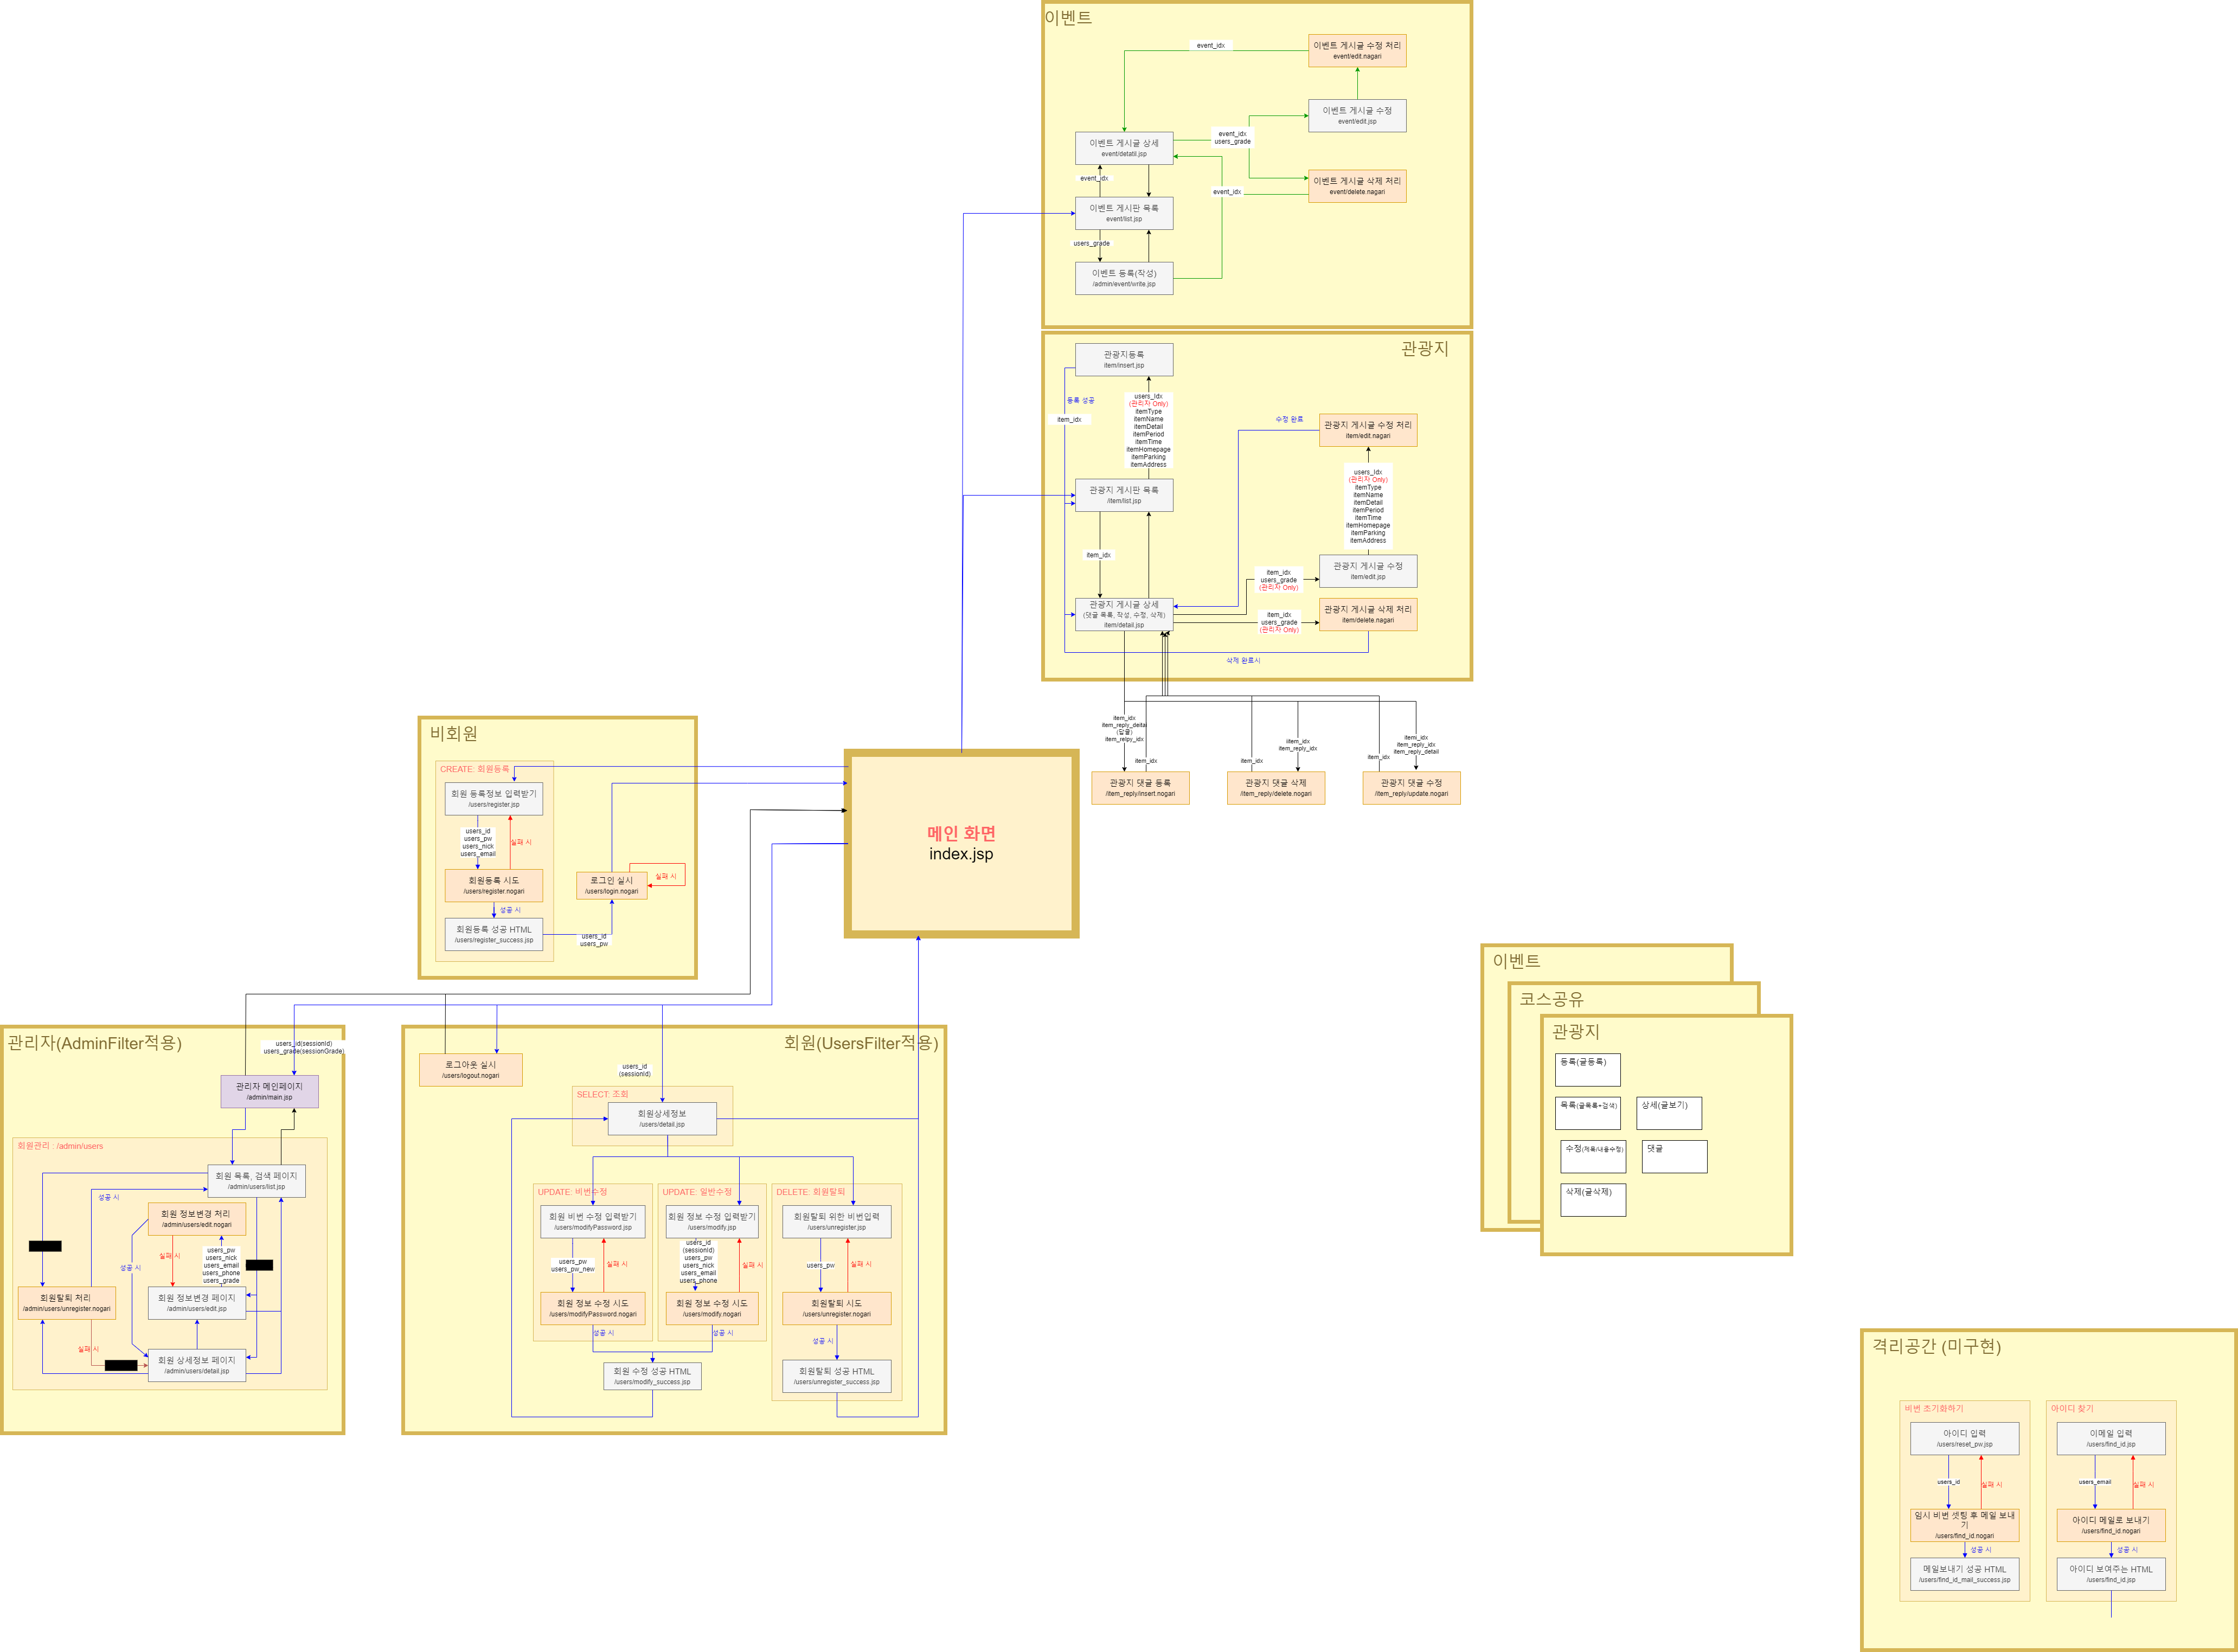 이벤트
event_idx
이벤트 게시글 수정 처리
event/edit.nagari
이벤트 게시글 수정
event/edit.jsp
event_idx
users_grade
이벤트 게시글 상세
event/detatil.jsp
event_idx
이벤트 게시글 삭제 처리
event/delete.nagari
event_idx
이벤트 게시판 목록
event/list.jsp
users_grade
이벤트 등록(작성)
/admin/event/write.jsp
관광지
관광지등록
item/insert.jsp
등록 성공
item_idx
users_Idx
(관리자 Only)
itemType
itemName
itemDetail
itemPeriod
itemTime
itemHomepage
itemParking
itemAddress
수정 완료
관광지 게시글 수정 처리
item/edit.nagari
users_Idx
(관리자 Only)
itemType
itemName
itemDetail
itemPeriod
itemTime
itemHomepage
itemParking
itemAddress
관광지 게시판 목록
/item/list.jsp
item_idx
관광지 게시글 수정
item/edit.jsp
item_idx
users_grade
(관리자 Only)
관광지 게시글 상세
(댓글 목록, 작성, 수정, 삭제)
item/detail.jsp
item_idx
users_grade
(관리자 Only)
관광지 게시글 삭제 처리
item/delete.nagari
삭제 완료시
item_idx
item_reply_deital
(답글)
item_relpy_idx
item_idx
관광지 댓글 등록
/item_reply/insert.nogari
iitem_idx
item_reply_idx
item_idx
관광지 댓글 삭제
/item_reply/delete.nogari
itemi_idx
item_reply_idx
item_reply_detail
item_idx
관광지 댓글 수정
/item_reply/update.nogari
비회원
CREATE: 회원등록
회원 등록정보 입력받기
/users/register.jsp
users_id
users_pw
users_nick
users_email
실패 시
회원등록 시도
/users/register.nogari
성공 시
회원등록 성공 HTML
/users/register_success.jsp
로그인 실시
/users/login.nogari
실패 시
users_id
users_pw
메인 화면
index.jsp
이벤트
코스공유
관광지
등록(글등록)
목록(글목록+검색)
상세(글보기)
수정(제목/내용수정)
댓글
삭제(글삭제)
관리자(AdminFilter적용)
users_id(sessionId)
users_grade(sessionGrade)
관리자 메인페이지
/admin/main.jsp
회원관리 : /admin/users
회원 목록, 검색 페이지
/admin/users/list.jsp
성공 시
회원 정보변경 처리
/admin/users/edit.nogari
실패 시
성공 시
users_pw
users_nick
users_email
users_phone
users_grade
회원탈퇴 처리
/admin/users/unregister.nogari
회원 정보변경 페이지
/admin/users/edit.jsp
실패 시
회원 상세정보 페이지
/admin/users/detail.jsp
회원(UsersFilter적용)
로그아웃 실시
/users/logout.nogari
users_id
(sessionId)
SELECT: 조회
회원상세정보
/users/detail.jsp
UPDATE: 비번수정
회원 비번 수정 입력받기
/users/modifyPassword.jsp
users_pw
users_pw_new
실패 시
회원 정보 수정 시도
/users/modifyPassword.nogari
성공 시
UPDATE: 일반수정
회원 정보 수정 입력받기
/users/modify.jsp
users_id
(sessionId)
users_pw
users_nick
users_email
users_phone
실패 시
회원 정보 수정 시도
/users/modify.nogari
성공 시
회원 수정 성공 HTML
/users/modify_success.jsp
DELETE: 회원탈퇴
회원탈퇴 위한 비번입력
/users/unregister.jsp
users_pw
실패 시
회원탈퇴 시도
/users/unregister.nogari
성공 시
회원탈퇴 성공 HTML
/users/unregister_success.jsp
격리공간 (미구현)
비번 초기화하기
아이디 입력
/users/reset_pw.jsp
users_id
실패 시
임시 비번 셋팅 후 메일 보내
기
/users/find_id.nogari
성공 시
메일보내기 성공 HTML
/users/find_id_mail_success.jsp
아이디 찾기
이메일 입력
/users/find_id.jsp
users_email
실패 시
아이디 메일로 보내기
/users/find_id.nogari
성공 시
아이디 보여주는 HTML
/users/find_id.jsp